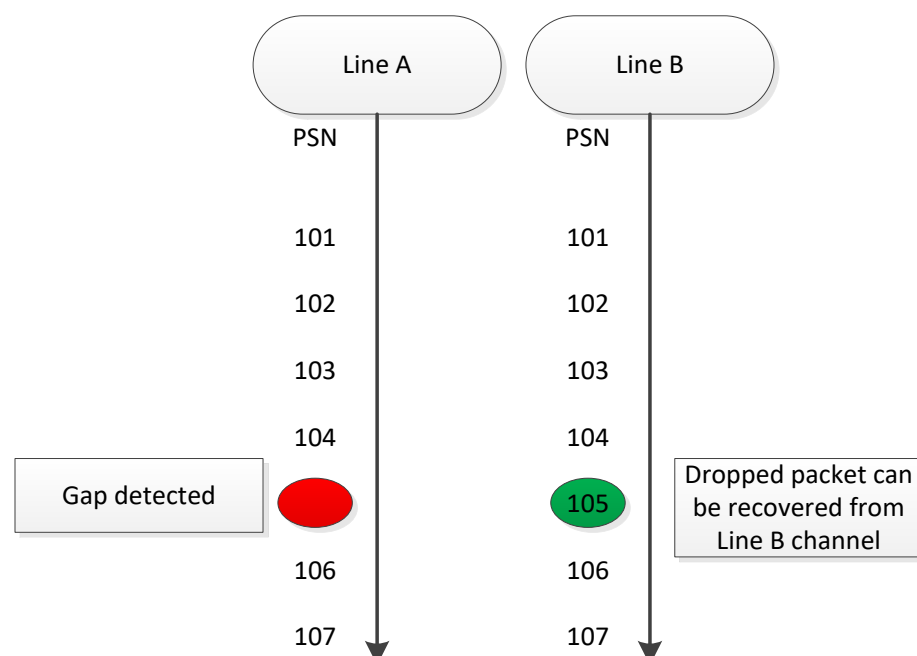 Line A
Line B
PSN
PSN
101
101
102
102
103
103
104
104
Gap detected
105
Dropped packet can
be recovered from
Line B channel
106
106
107
107